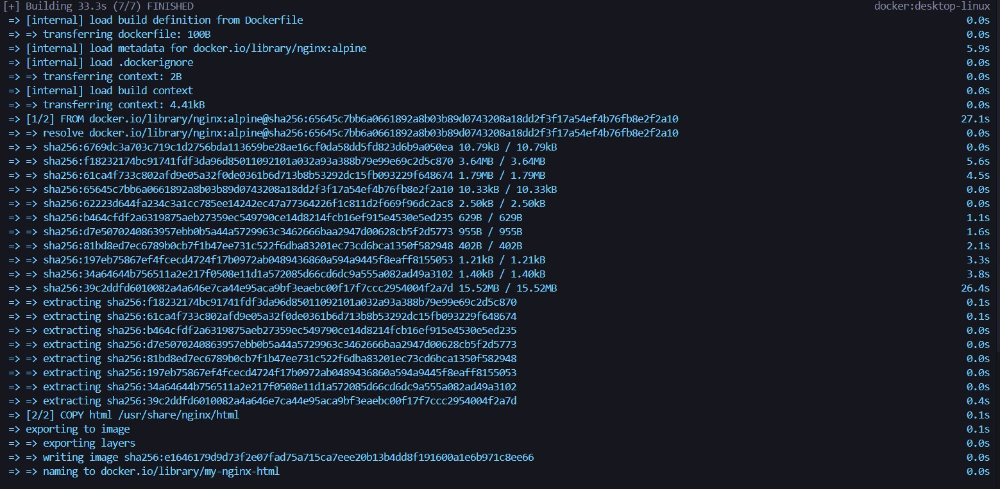 [+] Building 33.3s (7/7) FINISHED docker:desktop-linux
=> [internal] load build definition from Dockerfile 0.0s
=> => transferring dockerfile: 100B 0.0s
=> [internal] load metadata for docker.io/library/nginx:alpine 5.9s
=> [internal] load .dockerignore 0.0s
=> => transferring context: 2B 0.0s
=> [internal] load build context 0.0s
=> => transferring context: 4.41kB 0.0s
=> [1/2] FROM docker.io/library/nginx:alpine@sha256:65645c7bb6a0661892a8b03b89d0743208a18dd2f3f17a54ef4b76fb8e2f2a10 27.1s
=> => resolve docker.io/library/nginx:alpine@sha256:65645c7bb6a0661892a8b03b89d0743208a18dd2f3f17a54ef4b76fb8e2f2a10 0.0s
=> => sha256:6769dc3a703c719c1d2756bda113659be28ae16cf0da58dd5fd823d6b9a050ea 10.79kB / 10.79kB 0.0s
=> => sha256:f18232174bc91741fdf3da96d85011092101a032a93a388b79e99e69c2d5c870 3.64MB / 3.64MB 5.6s
=> => sha256:61ca4f733c802afd9e05a32f0de0361b6d713b8b53292dc15fb093229f648674 1.79MB / 1.79MB 4.5s
=> => sha256:65645c7bb6a0661892a8b03b89d0743208a18dd2f3f17a54ef4b76fb8e2f2a10 10.33kB / 10.33kB 0.0s
=> => sha256:62223d644fa234c3a1cc785ee14242ec47a77364226f1c811d2f669f96dc2ac8 2.50kB / 2.50kB 0.0s
=> => sha256:b464cfdf2a6319875aeb27359ec549790ce14d8214fcb16ef915e4530e5ed235 629B / 629B 1.1s
=> => sha256:d7e5070240863957ebb0b5a44a5729963c3462666baa2947d00628cb5f2d5773 955B / 955B 1.6s
=> => sha256:81bd8ed7ec6789b0cb7f1b47ee731c522f6dba83201ec73cd6bca1350f582948 402B / 402B 2.1s
=> => sha256:197eb75867ef4fcecd4724f17b0972ab0489436860a594a9445f8eaff8155053 1.21kB / 1.21kB 3.3s
=> => sha256:34a64644b756511a2e217f0508e11d1a572085d66cd6dc9a555a082ad49a3102 1.40kB / 1.40kB 3.8s
=> => sha256:39c2ddfd6010082a4a646e7ca44e95aca9bf3eaebc00f17f7ccc2954004f2a7d 15.52MB / 15.52MB 26.4s
=> => extracting sha256:f18232174bc91741fdf3da96d85011092101a032a93a388b79e99e69c2d5c870 0.1s
=> => extracting sha256:61ca4f733c802afd9e05a32f0de0361b6d713b8b53292dc15fb093229f648674 0.1s
=> => extracting sha256:b464cfdf2a6319875aeb27359ec549790ce14d8214fcb16ef915e4530e5ed235 0.0s
=> => extracting sha256:d7e5070240863957ebb0b5a44a5729963c3462666baa2947d00628cb5f2d5773 0.0s
=> => extracting sha256:81bd8ed7ec6789b0cb7f1b47ee731c522f6dba83201ec73cd6bca1350f582948 0.0s
=> => extracting sha256:197eb75867ef4fcecd4724f17b0972ab0489436860a594a9445f8eaff8155053 0.0s
=> => extracting sha256:34a64644b756511a2e217f0508e11d1a572085d66cd6dc9a555a082ad49a3102 0.0s
=> => extracting sha256:39c2ddfd6010082a4a646e7ca44e95aca9bf3eaebc00f17f7ccc2954004f2a7d 0.4s
=> [2/2] COPY html /usr/share/nginx/html 0.1s
=> exporting to image 0.1s
=> => exporting layers 0.0s
=> => writing image sha256:e1646179d9d73f2e07fad75a715ca7eee20b13b4dd8f191600a1e6b971c8ee66 0.0s
=> => naming to docker.io/library/my-nginx-html 0.0s